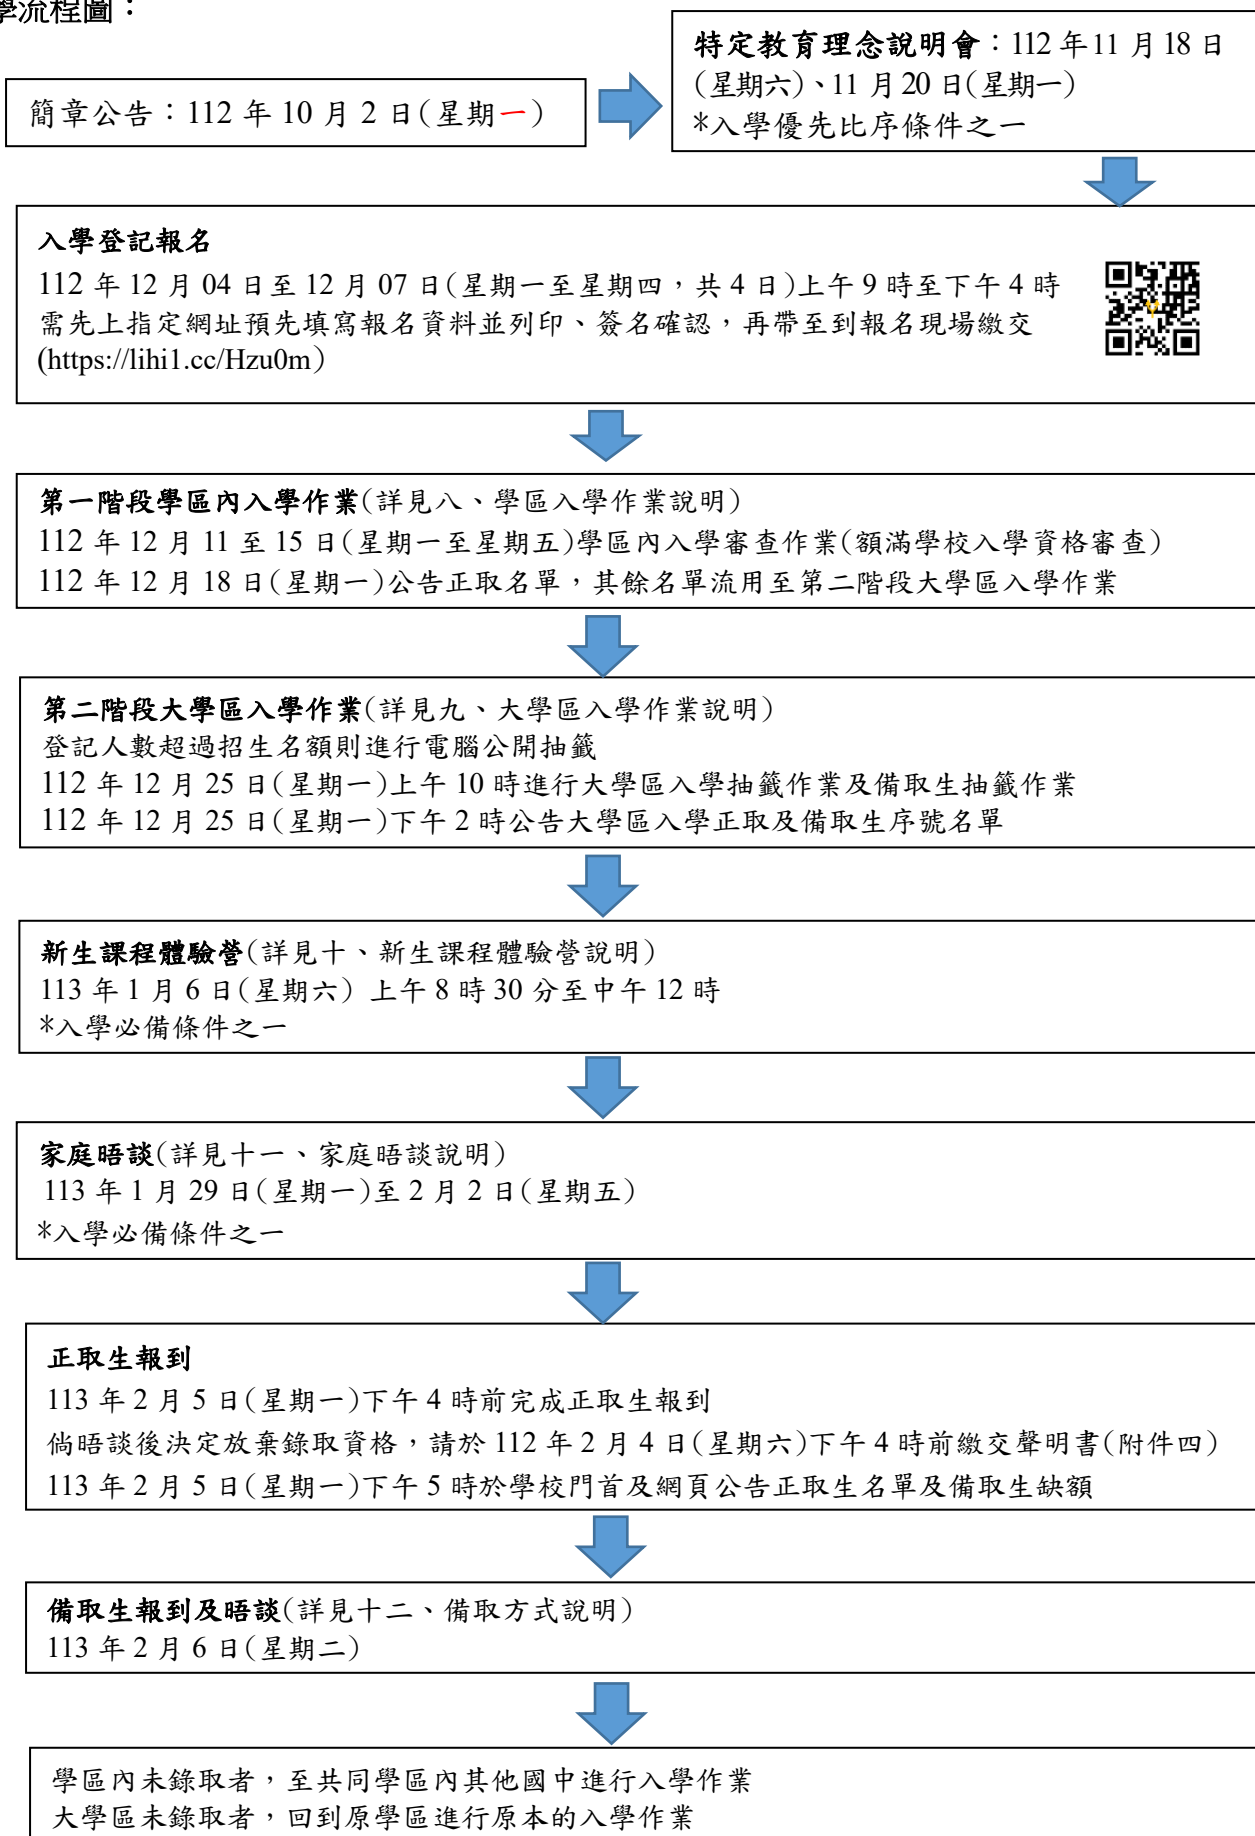 學流程圖：
簡章公告：112 年 10 月 2 日(星期一)
特定教育理念說明會：112 年 11 月 18 日
(星期六)、11 月 20 日(星期一)
*入學優先比序條件之一
入學登記報名
112 年 12 月 04 日至 12 月 07 日(星期一至星期四，共 4 日)上午 9 時至下午 4 時
需先上指定網址預先填寫報名資料並列印、簽名確認，再帶至到報名現場繳交
(https://lihi1.cc/Hzu0m)
第一階段學區內入學作業(詳見八、學區入學作業說明)
112 年 12 月 11 至 15 日(星期一至星期五)學區內入學審查作業(額滿學校入學資格審查)
112 年 12 月 18 日(星期一)公告正取名單，其餘名單流用至第二階段大學區入學作業
第二階段大學區入學作業(詳見九、大學區入學作業說明)
登記人數超過招生名額則進行電腦公開抽籤
112 年 12 月 25 日(星期一)上午 10 時進行大學區入學抽籤作業及備取生抽籤作業
112 年 12 月 25 日(星期一)下午 2 時公告大學區入學正取及備取生序號名單
新生課程體驗營(詳見十、新生課程體驗營說明)
113 年 1 月 6 日(星期六) 上午 8 時 30 分至中午 12 時
*入學必備條件之一
家庭晤談(詳見十一、家庭晤談說明)
113 年 1 月 29 日(星期一)至 2 月 2 日(星期五)
*入學必備條件之一
正取生報到
113 年 2 月 5 日(星期一)下午 4 時前完成正取生報到
倘晤談後決定放棄錄取資格，請於 112 年 2 月 4 日(星期六)下午 4 時前繳交聲明書(附件四)
113 年 2 月 5 日(星期一)下午 5 時於學校門首及網頁公告正取生名單及備取生缺額
備取生報到及晤談(詳見十二、備取方式說明)
113 年 2 月 6 日(星期二)
學區內未錄取者，至共同學區內其他國中進行入學作業
大學區未錄取者，回到原學區進行原本的入學作業